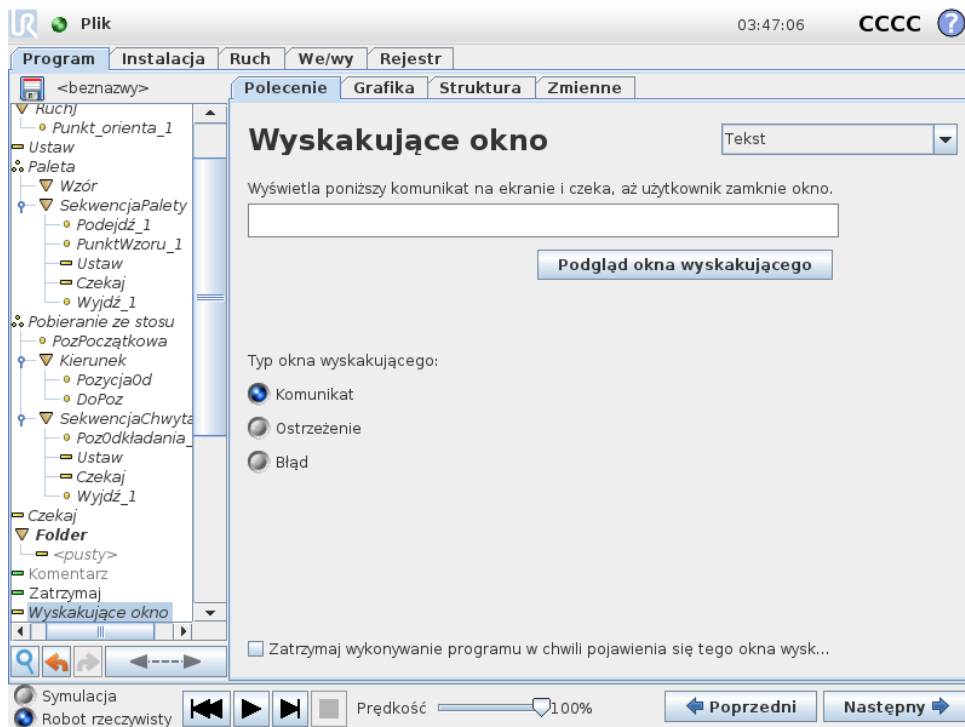 UR Plik 03:47:06 CCCC ?
Program Instalacja Ruch We/wy Rejestr
<beznazwy>
Polecenie Grafika Struktura Zmienne
RuchJ
Punkt_orienta_1
Ustaw
Paleta
Wzór
SekwencjaPalety
Podejdź_1
PunktWzoru_1
Ustaw
Czekaj
Wyjdź_1
Pobieranie ze stosu
PozPoczątkowa
Kierunek
PozycjaOd
DoPoz
SekwencjaChwyta
PozOdkładania_
Ustaw
Czekaj
Wyjdź_1
Czekaj
Folder
<pusty>
Komentarz
Zatrzymaj
Wyskakujące okno
Wyskakujące okno
Tekst
Wyświetla poniższy komunikat na ekranie i czeka, aż użytkownik zamknie okno.
Podgląd okna wyskakującego
Typ okna wyskakującego:
Komunikat
Ostrzeżenie
Błąd
Zatrzymaj wykonywanie programu w chwili pojawienia się tego okna wysk...
Symulacja
Robot rzeczywisty
Prędkość 100%
Poprzedni Następny